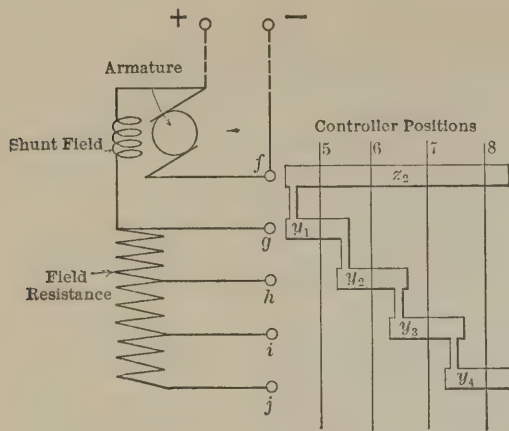 + −
Armature
Shunt Field
Controller Positions
5 6 7 8
f
z2
g
y1
Field
Resistance
h
y2
i
y3
j
y4